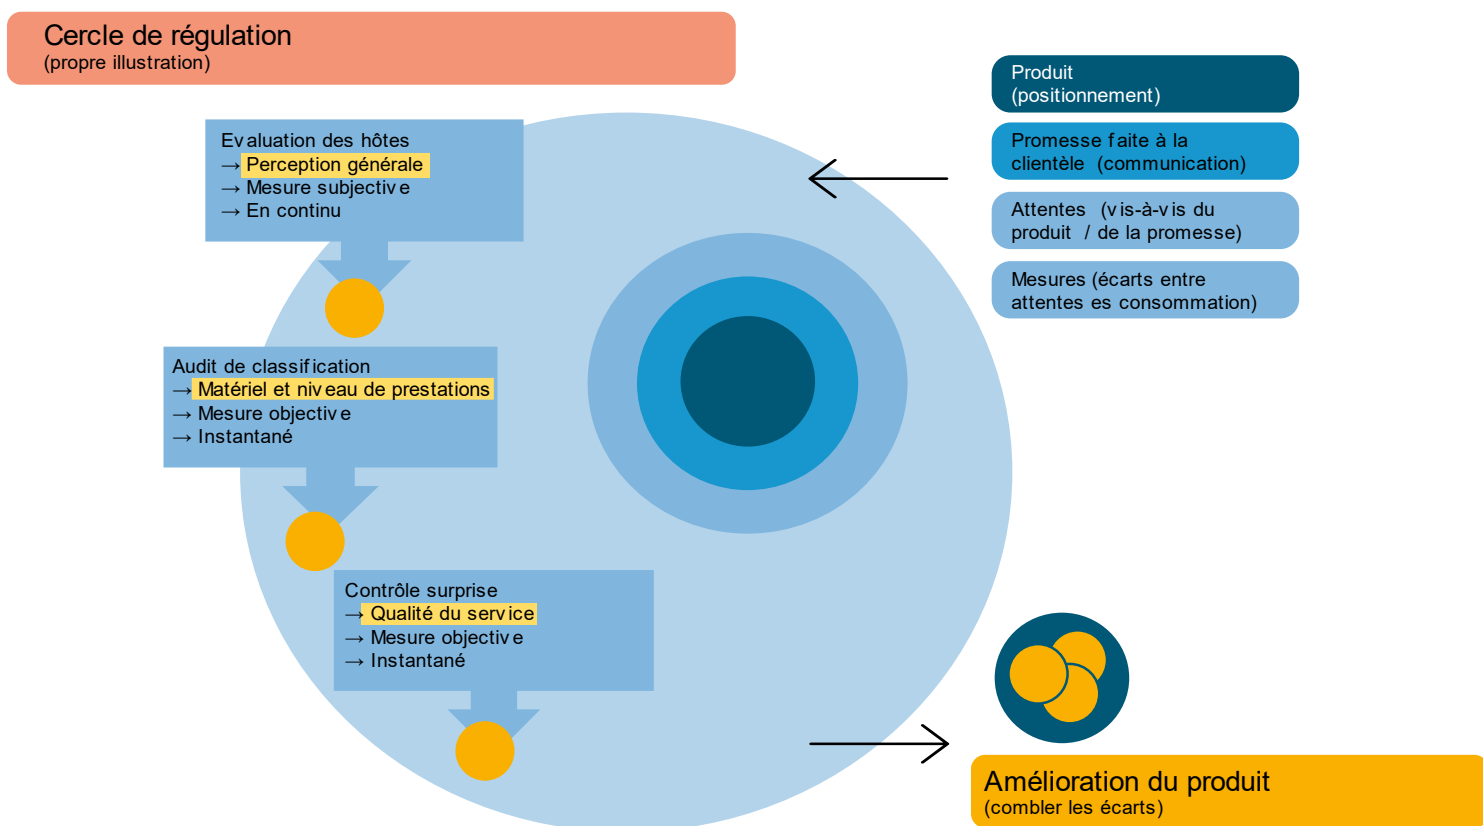 Cercle de régulation
(propre illustration)
Evaluation des hôtes
→ Perception générale
→ Mesure subjective
→ En continu
Audit de classification
→ Matériel et niveau de prestations
→ Mesure objective
→ Instantané
Contrôle surprise
→ Qualité du service
→ Mesure objective
→ Instantané
Produit
(positionnement)
Promesse faite à la
clientèle (communication)
Attentes (vis-à-vis du
produit / de la promesse)
Mesures (écarts entre
attentes es consommation)
Amélioration du produit
(combler les écarts)